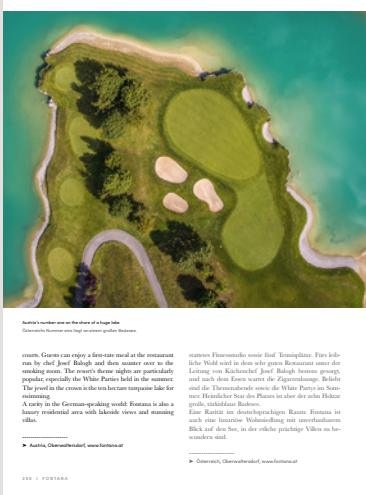 Austria's number one on the share of a huge lake
Österreichs Nummer eins liegt an einem großen Badesee.
courts. Guests can enjoy a first-rate meal at the restaurant
run by chef Josef Balogh and then saunter over to the
smoking room. The resort's theme nights are particularly
popular, especially the White Parties held in the summer.
The jewel in the crown is the ten hectare turquoise lake for
swimming.
A rarity in the German-speaking world: Fontana is also a
luxury residential area with lakeside views and stunning
villas.
➤ Austria, Oberwaltersdorf, www.fontana.at
stattetes Fitnessstudio sowie fünf Tennisplätze. Fürs leib-
liche Wohl wird in dem sehr guten Restaurant unter der
Leitung von Küchenchef Josef Balogh bestens gesorgt,
und nach dem Essen wartet die Zigarrenlounge. Beliebt
sind die Themenabende sowie die White Partys im Som-
mer. Heimlicher Star des Platzes ist aber der zehn Hektar
große, türkisblaue Badesee.
Eine Rarität im deutschsprachigen Raum: Fontana ist
auch eine luxuriöse Wohnsiedlung mit unverbaubarem
Blick auf den See, in der etliche prächtige Villen zu be-
wundern sind.
➤ Österreich, Oberwaltersdorf, www.fontana.at
250 | FONTANA